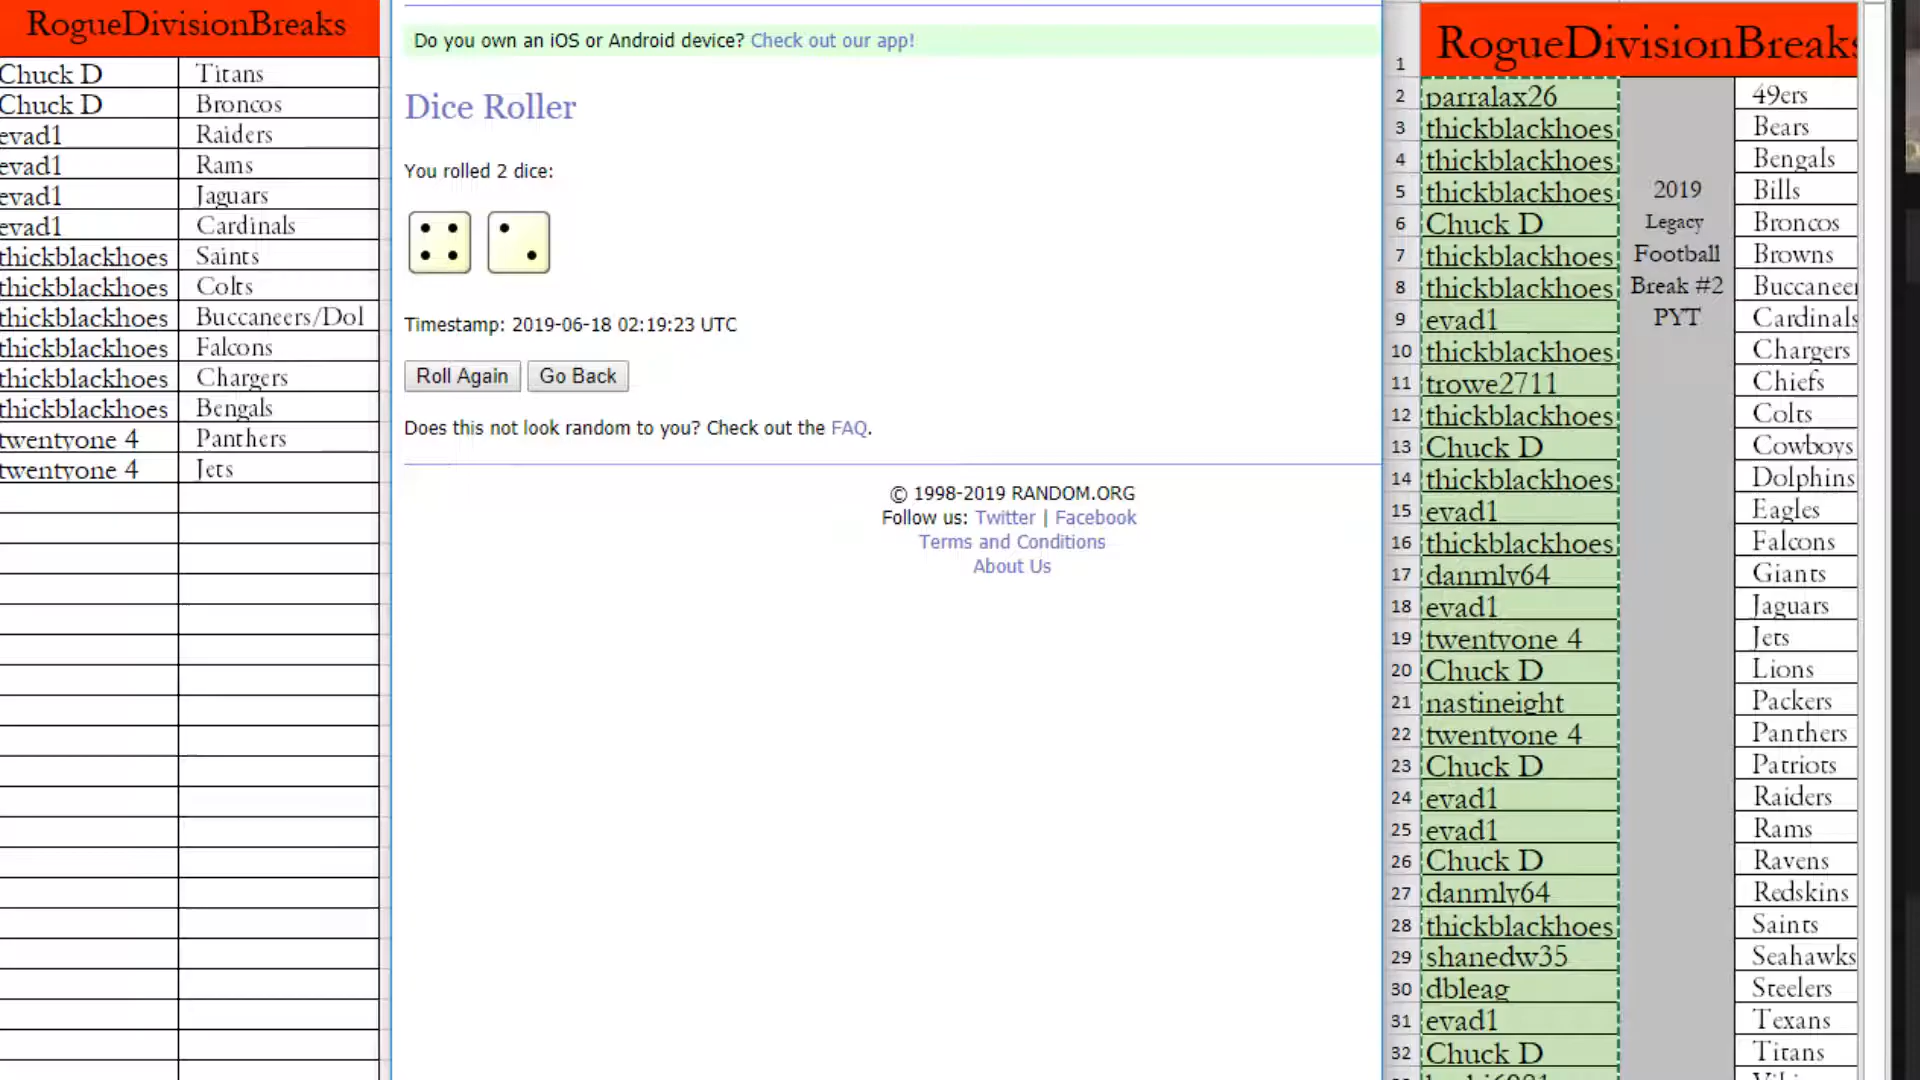 RogueDivisionBreaks
Chuck D Titans
Chuck D Broncos
evad1 Raiders
evad1 Rams
evad1 Jaguars
evad1 Cardinals
thickblackhoes Saints
thickblackhoes Colts
thickblackhoes Buccaneers/Dol
thickblackhoes Falcons
thickblackhoes Chargers
thickblackhoes Bengals
twentyone 4 Panthers
twentyone 4 Jets
Do you own an iOS or Android device? Check out our app!
Dice Roller
You rolled 2 dice:
Timestamp: 2019-06-18 02:19:23 UTC
Roll Again Go Back
Does this not look random to you? Check out the FAQ.
© 1998-2019 RANDOM.ORG
Follow us: Twitter | Facebook
Terms and Conditions
About Us
1 RogueDivisionBreaks
2 parralax26 49ers
3 thickblackhoes Bears
4 thickblackhoes Bengals
5 thickblackhoes 2019 Bills
6 Chuck D Legacy Broncos
7 thickblackhoes Football Browns
8 thickblackhoes Break #2 Buccaneer
9 evad1 PYT Cardinals
10 thickblackhoes Chargers
11 trowe2711 Chiefs
12 thickblackhoes Colts
13 Chuck D Cowboys
14 thickblackhoes Dolphins
15 evad1 Eagles
16 thickblackhoes Falcons
17 danmly64 Giants
18 evad1 Jaguars
19 twentyone 4 Jets
20 Chuck D Lions
21 nastineight Packers
22 twentyone 4 Panthers
23 Chuck D Patriots
24 evad1 Raiders
25 evad1 Rams
26 Chuck D Ravens
27 danmly64 Redskins
28 thickblackhoes Saints
29 shanedw35 Seahawks
30 dbleag Steelers
31 evad1 Texans
32 Chuck D Titans